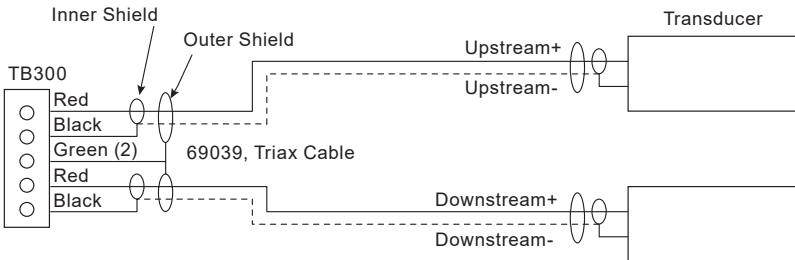 Inner Shield
Transducer
Outer Shield
Upstream+
TB300
Upstream-
Red
Black
Green (2)
69039, Triax Cable
Red
Black
Downstream+
Downstream-